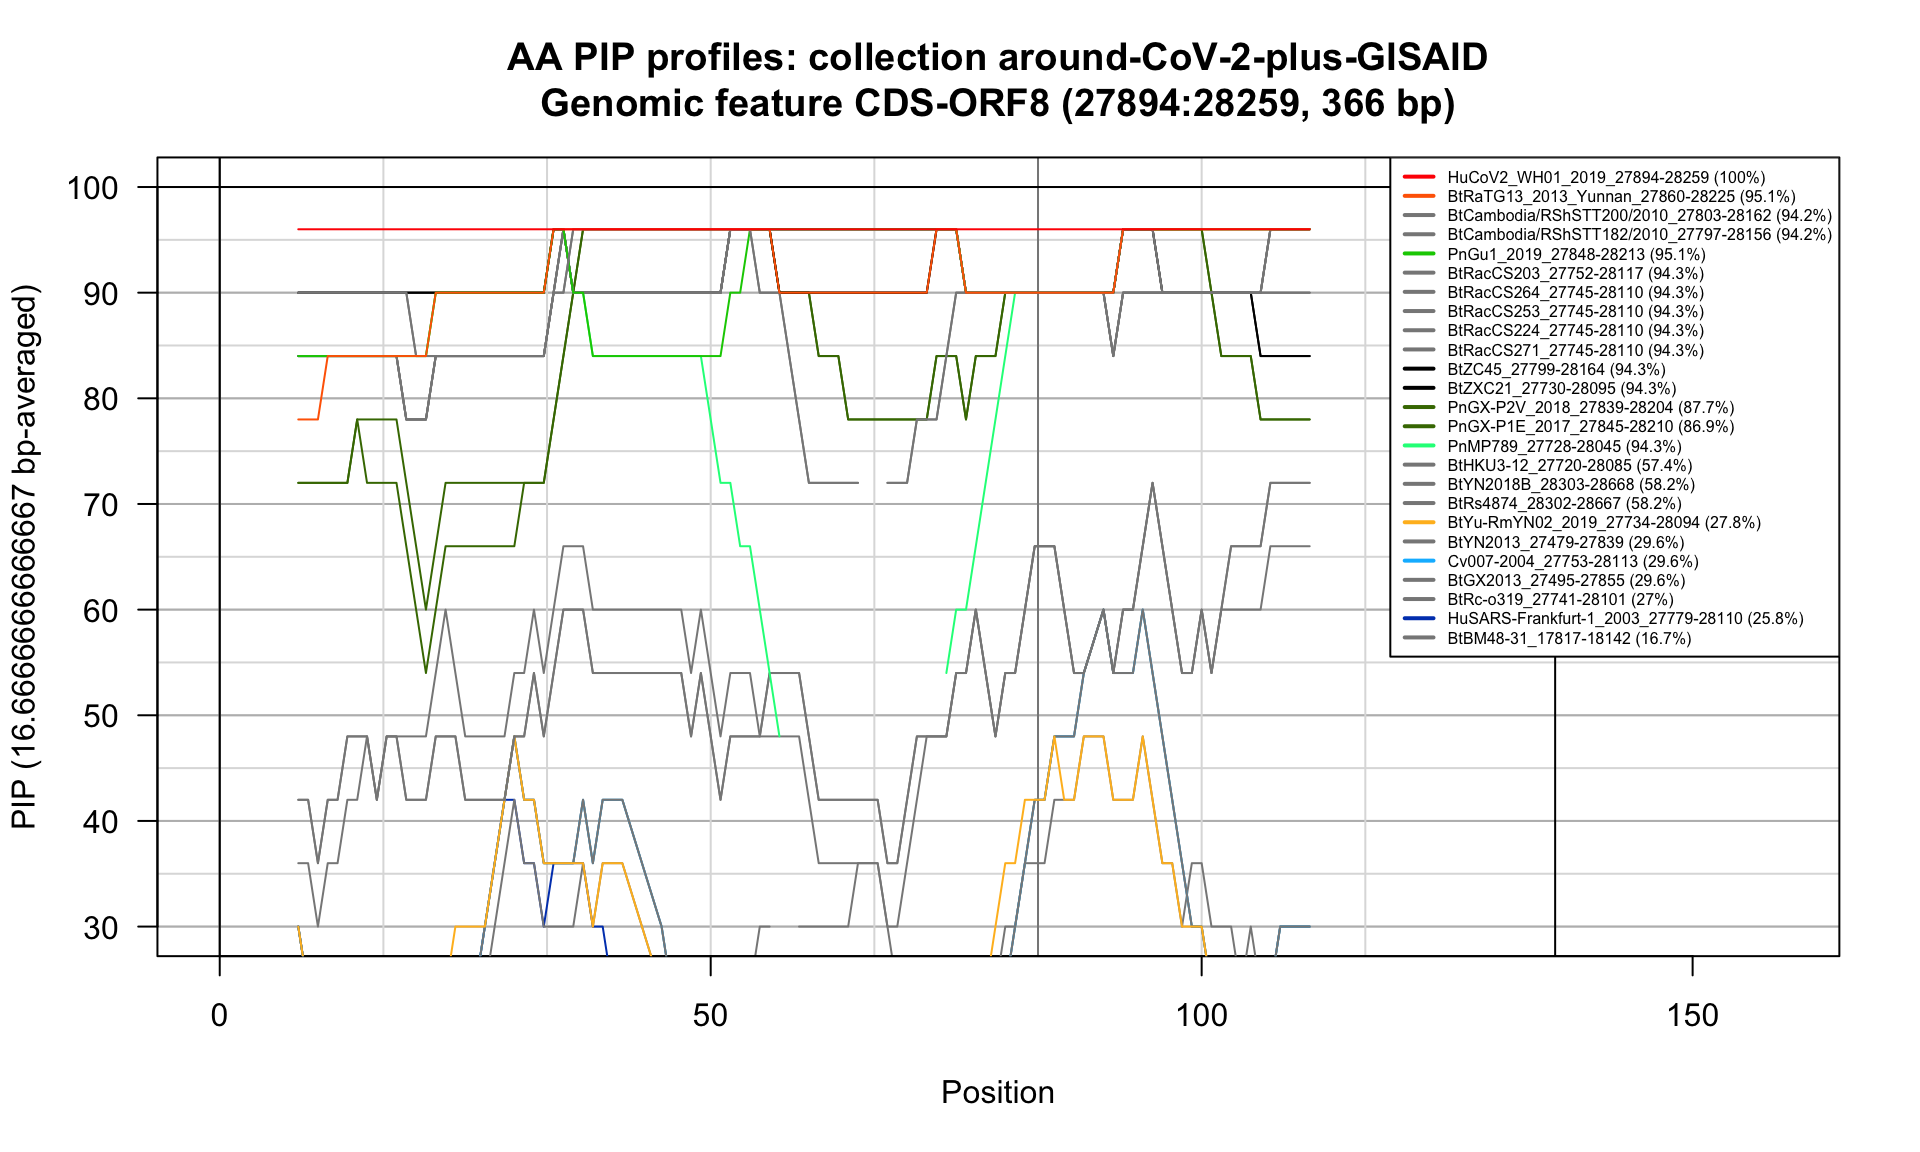 AA PIP profiles: collection around-CoV-2-plus-GISAID
Genomic feature CDS-ORF8 (27894:28259, 366 bp)
PIP (16.6666666666667 bp-averaged)
100
90
80
70
60
50
40
30
HuCoV2_WH01_2019_27894-28259 (100%)
BtRaTG13_2013_Yunnan_27860-28225 (95.1%)
BtCambodia/RShSTT200/2010_27803-28162 (94.2%)
BtCambodia/RShSTT182/2010_27797-28156 (94.2%)
PnGu1_2019_27848-28213 (95.1%)
BtRacCS203_27752-28117 (94.3%)
BtRacCS264_27745-28110 (94.3%)
BtRacCS253_27745-28110 (94.3%)
BtRacCS224_27745-28110 (94.3%)
BtRacCS271_27745-28110 (94.3%)
BtZC45_27799-28164 (94.3%)
BtZXC21_27730-28095 (94.3%)
PnGX-P2V_2018_27839-28204 (87.7%)
PnGX-P1E_2017_27845-28210 (86.9%)
PnMP789_27728-28045 (94.3%)
BtHKU3-12_27720-28085 (57.4%)
BtYN2018B_28303-28668 (58.2%)
BtRs4874_28302-28667 (58.2%)
BtYu-RmYN02_2019_27734-28094 (27.8%)
BtYN2013_27479-27839 (29.6%)
Cv007-2004_27753-28113 (29.6%)
BtGX2013_27495-27855 (29.6%)
BtRc-o319_27741-28101 (27%)
HuSARS-Frankfurt-1_2003_27779-28110 (25.8%)
BtBM48-31_17817-18142 (16.7%)
0
50
100
150
Position